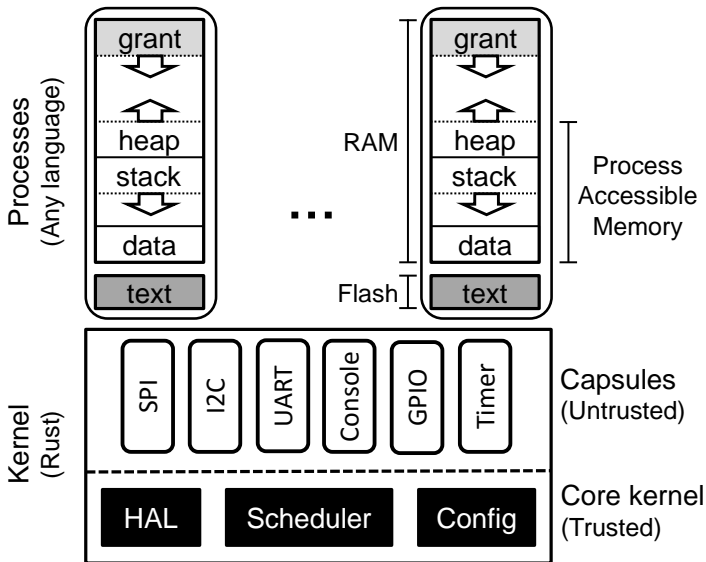 Processes
(Any language)
grant
heap
stack
data
text
...
RAM
Flash
grant
heap
stack
data
text
Process
Accessible
Memory
Kernel
(Rust)
SPI
I2C
UART
Console
GPIO
Timer
Capsules
(Untrusted)
HAL
Scheduler
Config
Core kernel
(Trusted)